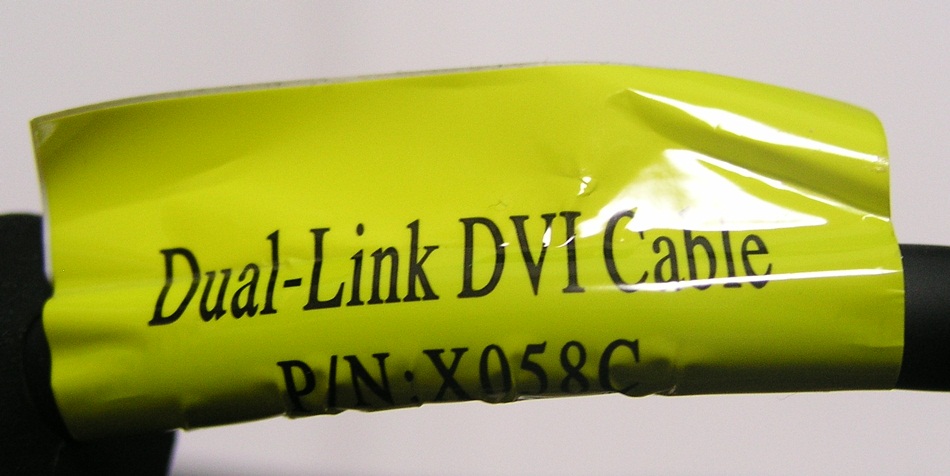 Dual-Link DVI Cable
P/N:X058C